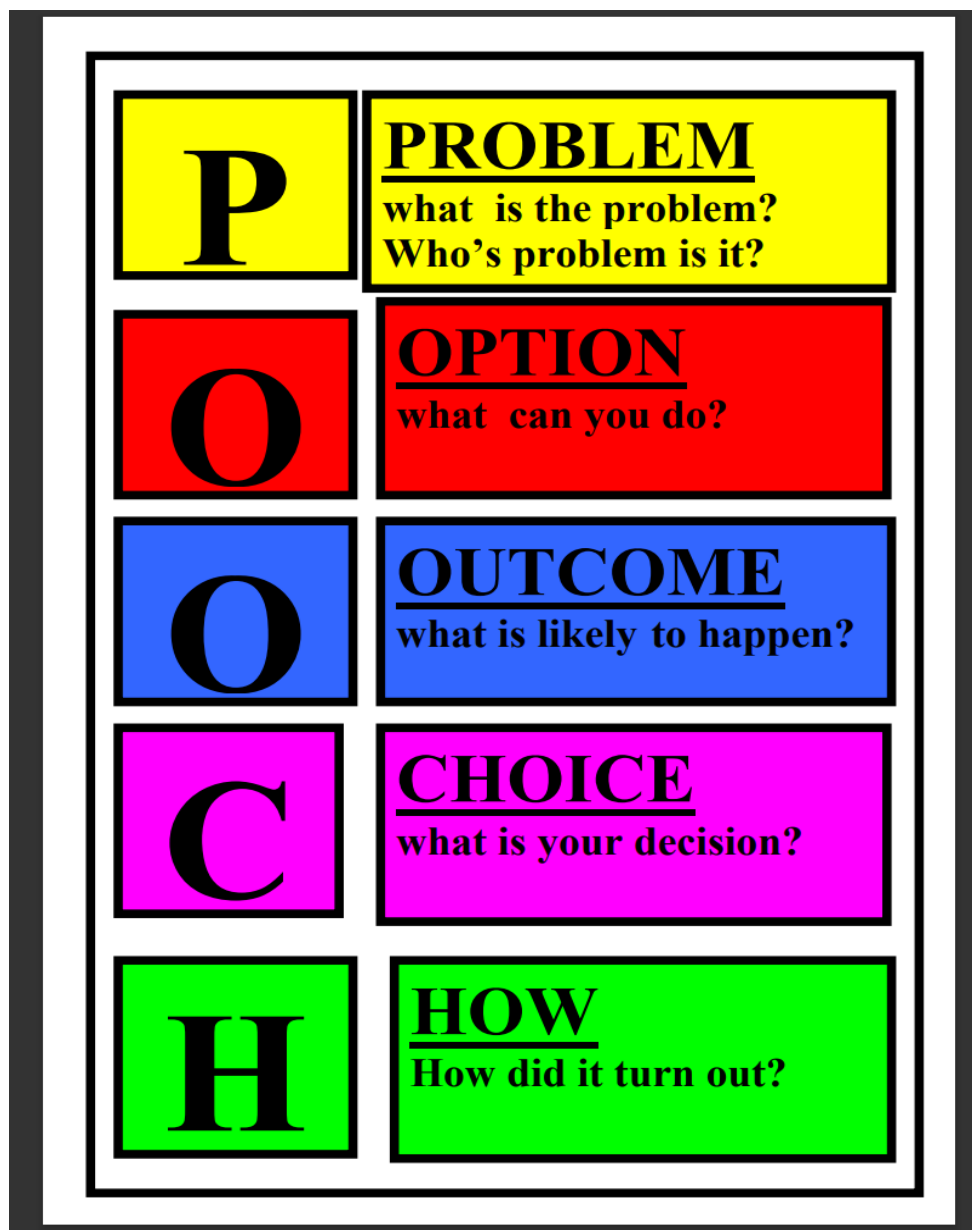 P
PROBLEM
what is the problem?
Who's problem is it?
O
OPTION
what can you do?
O
OUTCOME
what is likely to happen?
C
CHOICE
what is your decision?
H
HOW
How did it turn out?